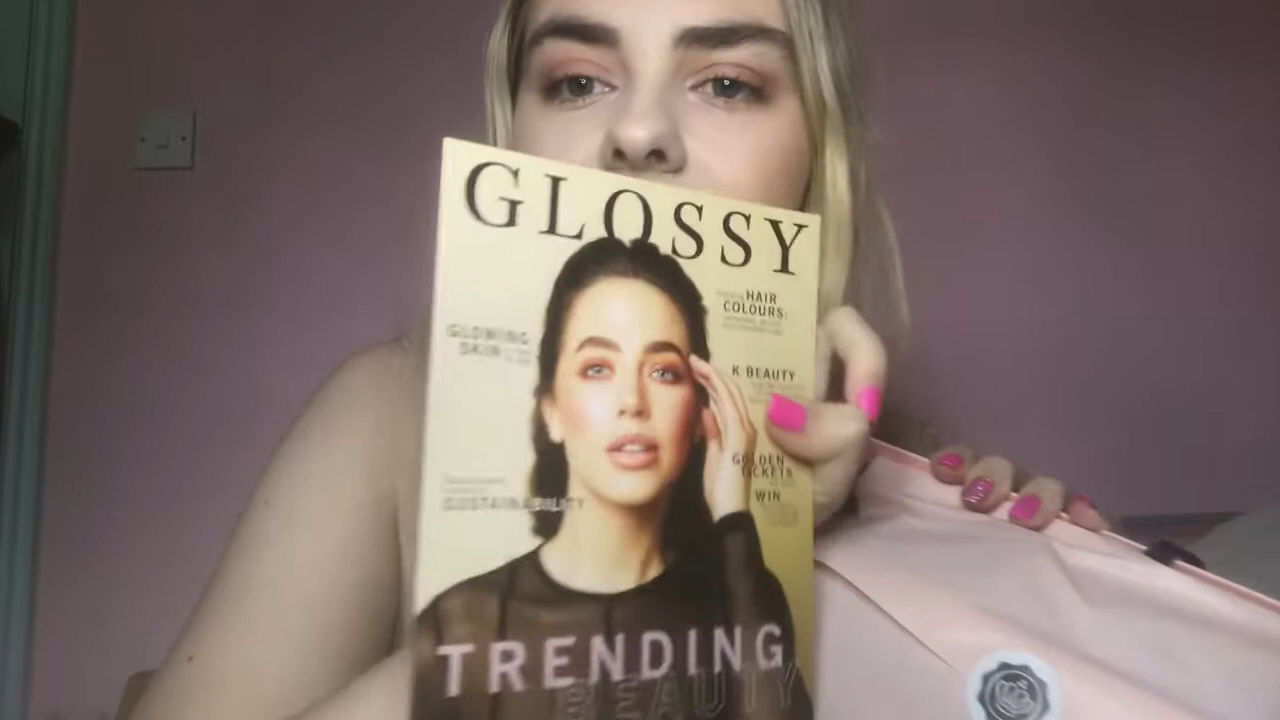 GLOSSY
HAIR
COLOURS:
GLOWING
SKIN
K-BEAUTY
GOLDEN
TICKETS
WIN
SUSTAINABILITY
TRENDING
BEAUTY